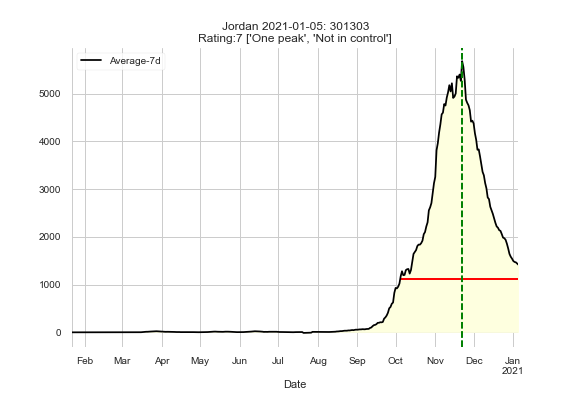 Jordan 2021-01-05: 301303
Rating:7 ['One peak', 'Not in control']
Average-7d
5000
4000
3000
2000
1000
0
Feb Mar Apr May Jun Jul Aug Sep Oct Nov Dec Jan
2021
Date